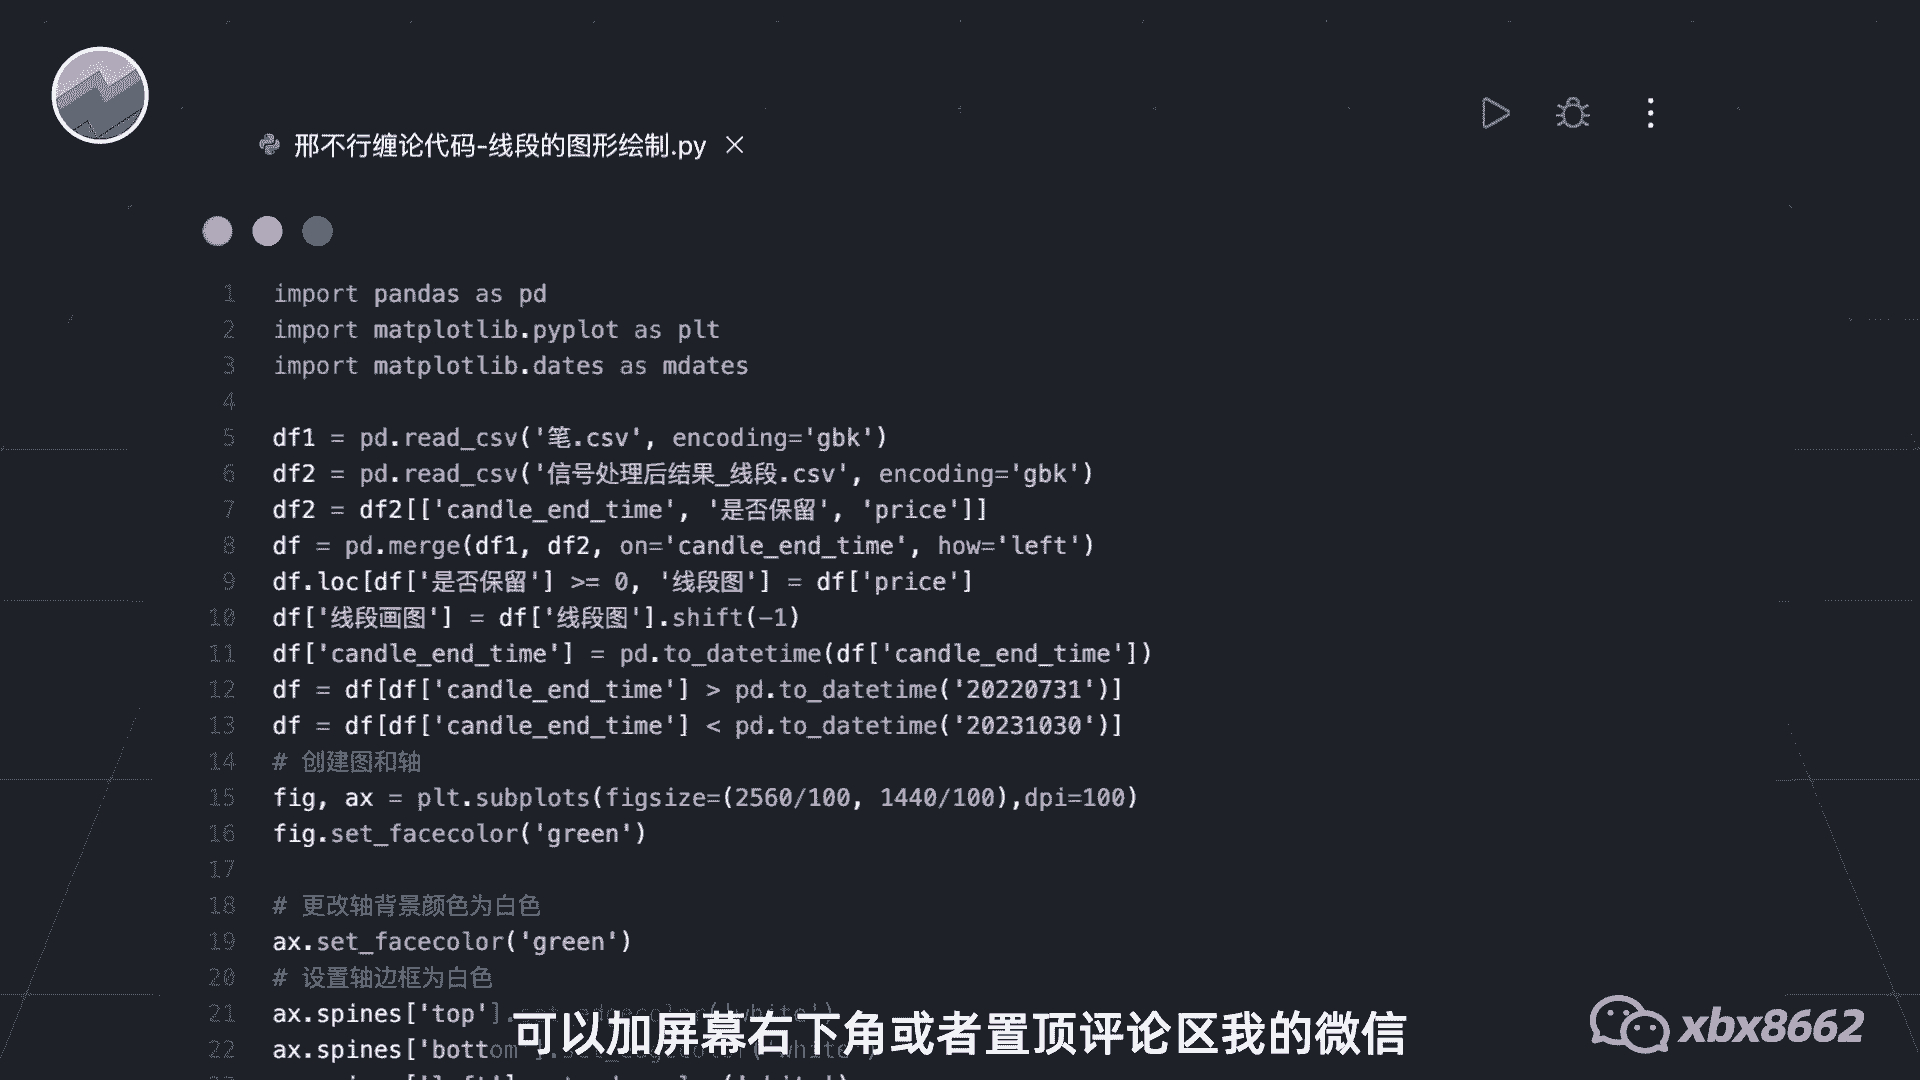 邢不行缠论代码-线段的图形绘制.py
1 import pandas as pd
2 import matplotlib.pyplot as plt
3 import matplotlib.dates as mdates
4
5 df1 = pd.read_csv('笔.csv', encoding='gbk')
6 df2 = pd.read_csv('信号处理后结果_线段.csv', encoding='gbk')
7 df2 = df2[['candle_end_time', '是否保留', 'price']]
8 df = pd.merge(df1, df2, on='candle_end_time', how='left')
9 df.loc[df['是否保留'] >= 0, '线段图'] = df['price']
10 df['线段画图'] = df['线段图'].shift(-1)
11 df['candle_end_time'] = pd.to_datetime(df['candle_end_time'])
12 df = df[df['candle_end_time'] > pd.to_datetime('20220731')]
13 df = df[df['candle_end_time'] < pd.to_datetime('20231030')]
14 # 创建图和轴
15 fig, ax = plt.subplots(figsize=(2560/100, 1440/100),dpi=100)
16 fig.set_facecolor('green')
17
18 # 更改轴背景颜色为白色
19 ax.set_facecolor('green')
20 # 设置轴边框为白色
21 ax.spines['top'].
22 ax.spines['bottom'].
可以加屏幕右下角或者置顶评论区我的微信
xbx8662